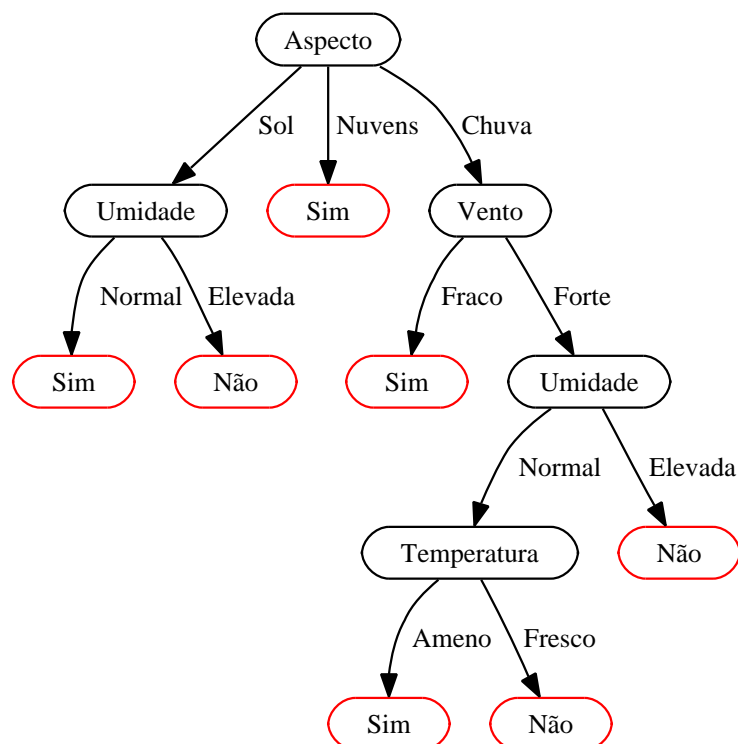 Aspecto
Sol
Nuvens
Chuva
Umidade
Sim
Vento
Normal
Elevada
Fraco
Forte
Sim
Não
Sim
Umidade
Normal
Elevada
Temperatura
Não
Ameno
Fresco
Sim
Não